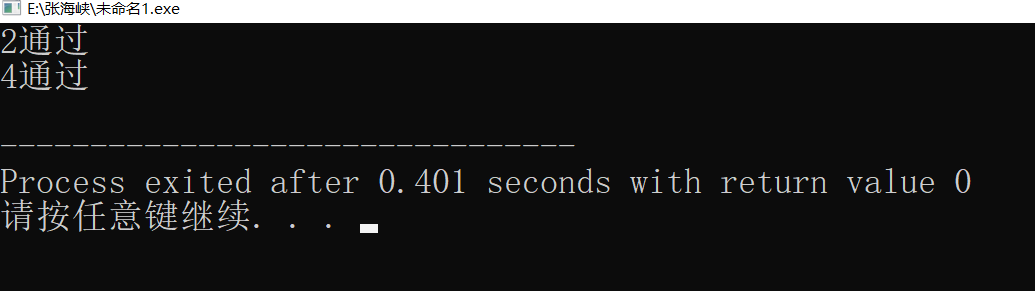 E:\张海峡\未命名1.exe
2通过
4通过
--------------------------------
Process exited after 0.401 seconds with return value 0
请按任意键继续. . .